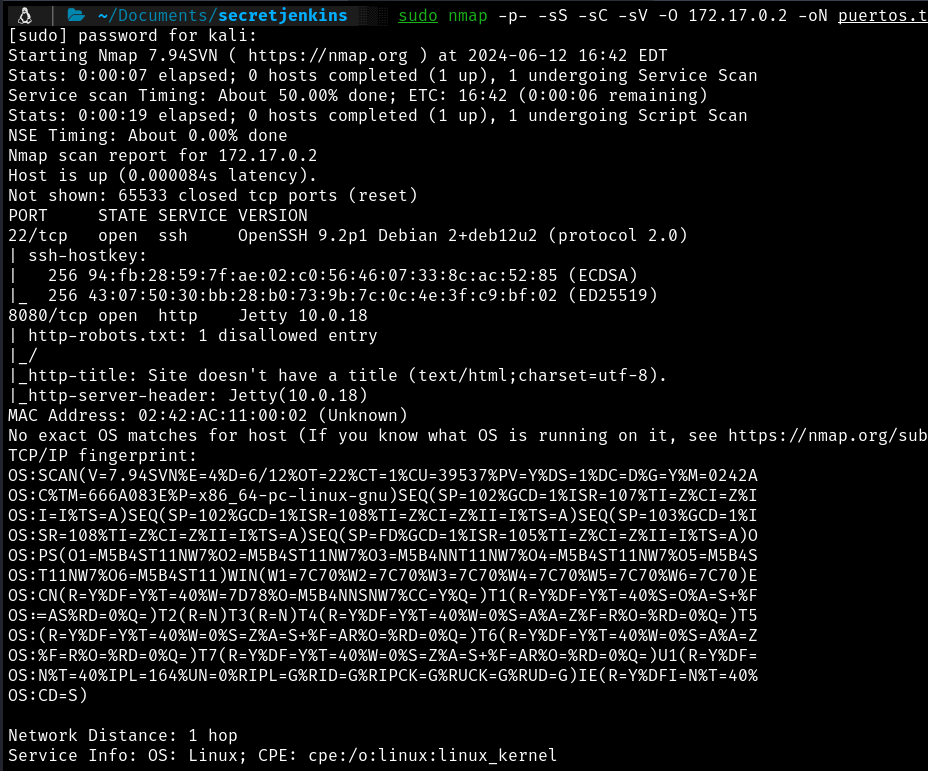 ~/Documents/secretjenkins sudo nmap -p- -sS -sC -sV -O 172.17.0.2 -oN puertos.t
[sudo] password for kali:
Starting Nmap 7.94SVN ( https://nmap.org ) at 2024-06-12 16:42 EDT
Stats: 0:00:07 elapsed; 0 hosts completed (1 up), 1 undergoing Service Scan
Service scan Timing: About 50.00% done; ETC: 16:42 (0:00:06 remaining)
Stats: 0:00:19 elapsed; 0 hosts completed (1 up), 1 undergoing Script Scan
NSE Timing: About 0.00% done
Nmap scan report for 172.17.0.2
Host is up (0.000084s latency).
Not shown: 65533 closed tcp ports (reset)
PORT     STATE SERVICE VERSION
22/tcp   open  ssh     OpenSSH 9.2p1 Debian 2+deb12u2 (protocol 2.0)
| ssh-hostkey:
|   256 94:fb:28:59:7f:ae:02:c0:56:46:07:33:8c:ac:52:85 (ECDSA)
|_  256 43:07:50:30:bb:28:b0:73:9b:7c:0c:4e:3f:c9:bf:02 (ED25519)
8080/tcp open  http    Jetty 10.0.18
| http-robots.txt: 1 disallowed entry
|_/
|_http-title: Site doesn't have a title (text/html;charset=utf-8).
|_http-server-header: Jetty(10.0.18)
MAC Address: 02:42:AC:11:00:02 (Unknown)
No exact OS matches for host (If you know what OS is running on it, see https://nmap.org/sub
TCP/IP fingerprint:
OS:SCAN(V=7.94SVN%E=4%D=6/12%OT=22%CT=1%CU=39537%PV=Y%DS=1%DC=D%G=Y%M=0242A
OS:C%TM=666A083E%P=x86_64-pc-linux-gnu)SEQ(SP=102%GCD=1%ISR=107%TI=Z%CI=Z%I
OS:I=I%TS=A)SEQ(SP=102%GCD=1%ISR=108%TI=Z%CI=Z%II=I%TS=A)SEQ(SP=103%GCD=1%I
OS:SR=108%TI=Z%CI=Z%II=I%TS=A)SEQ(SP=FD%GCD=1%ISR=105%TI=Z%CI=Z%II=I%TS=A)O
OS:PS(O1=M5B4ST11NW7%O2=M5B4ST11NW7%O3=M5B4NNT11NW7%O4=M5B4ST11NW7%O5=M5B4S
OS:T11NW7%O6=M5B4ST11)WIN(W1=7C70%W2=7C70%W3=7C70%W4=7C70%W5=7C70%W6=7C70)E
OS:CN(R=Y%DF=Y%T=40%W=7D78%O=M5B4NNSNW7%CC=Y%Q=)T1(R=Y%DF=Y%T=40%S=O%A=S+%F
OS:=AS%RD=0%Q=)T2(R=N)T3(R=N)T4(R=Y%DF=Y%T=40%W=0%S=A%A=Z%F=R%O=%RD=0%Q=)T5
OS:(R=Y%DF=Y%T=40%W=0%S=Z%A=S+%F=AR%O=%RD=0%Q=)T6(R=Y%DF=Y%T=40%W=0%S=A%A=Z
OS:%F=R%O=%RD=0%Q=)T7(R=Y%DF=Y%T=40%W=0%S=Z%A=S+%F=AR%O=%RD=0%Q=)U1(R=Y%DF=
OS:N%T=40%IPL=164%UN=0%RIPL=G%RID=G%RIPCK=G%RUCK=G%RUD=G)IE(R=Y%DFI=N%T=40%
OS:CD=S)
Network Distance: 1 hop
Service Info: OS: Linux; CPE: cpe:/o:linux:linux_kernel